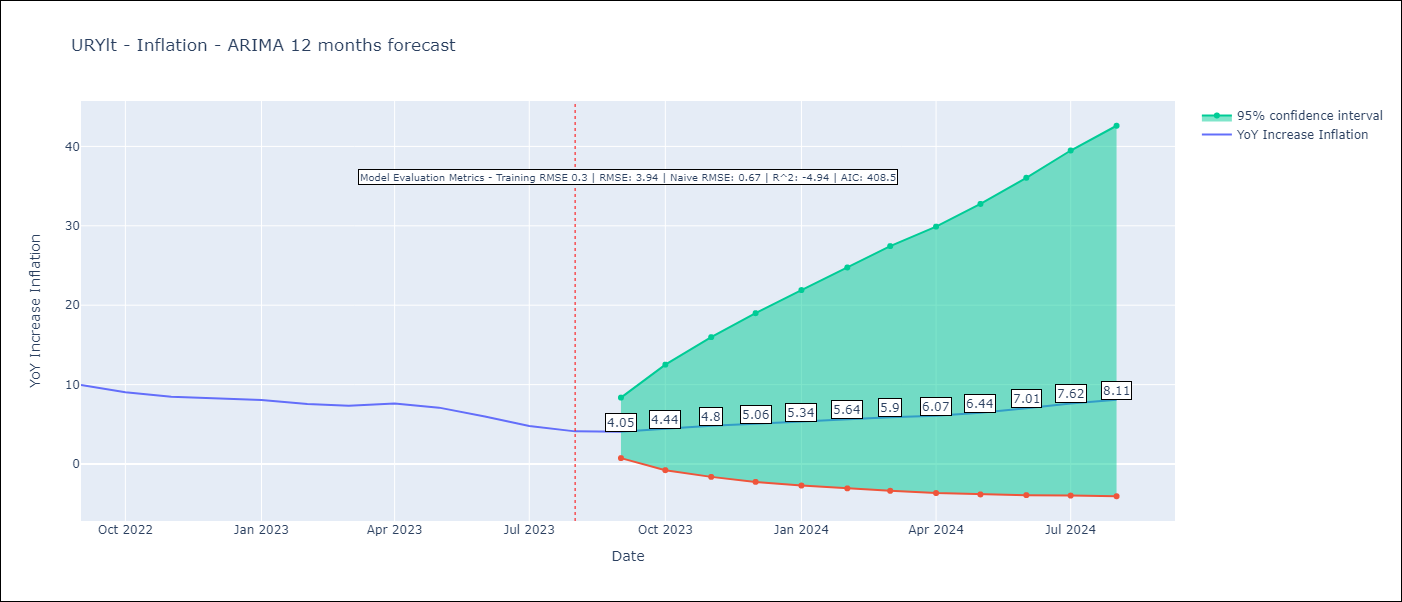 URYlt - Inflation - ARIMA 12 months forecast
95% confidence interval
YoY Increase Inflation
Model Evaluation Metrics - Training RMSE 0.3 | RMSE: 3.94 | Naive RMSE: 0.67 | R^2: -4.94 | AIC: 408.5
YoY Increase Inflation
40
30
20
10
0
4.05
4.44
4.8
5.06
5.34
5.64
5.9
6.07
6.44
7.01
7.62
8.11
Oct 2022
Jan 2023
Apr 2023
Jul 2023
Oct 2023
Jan 2024
Apr 2024
Jul 2024
Date